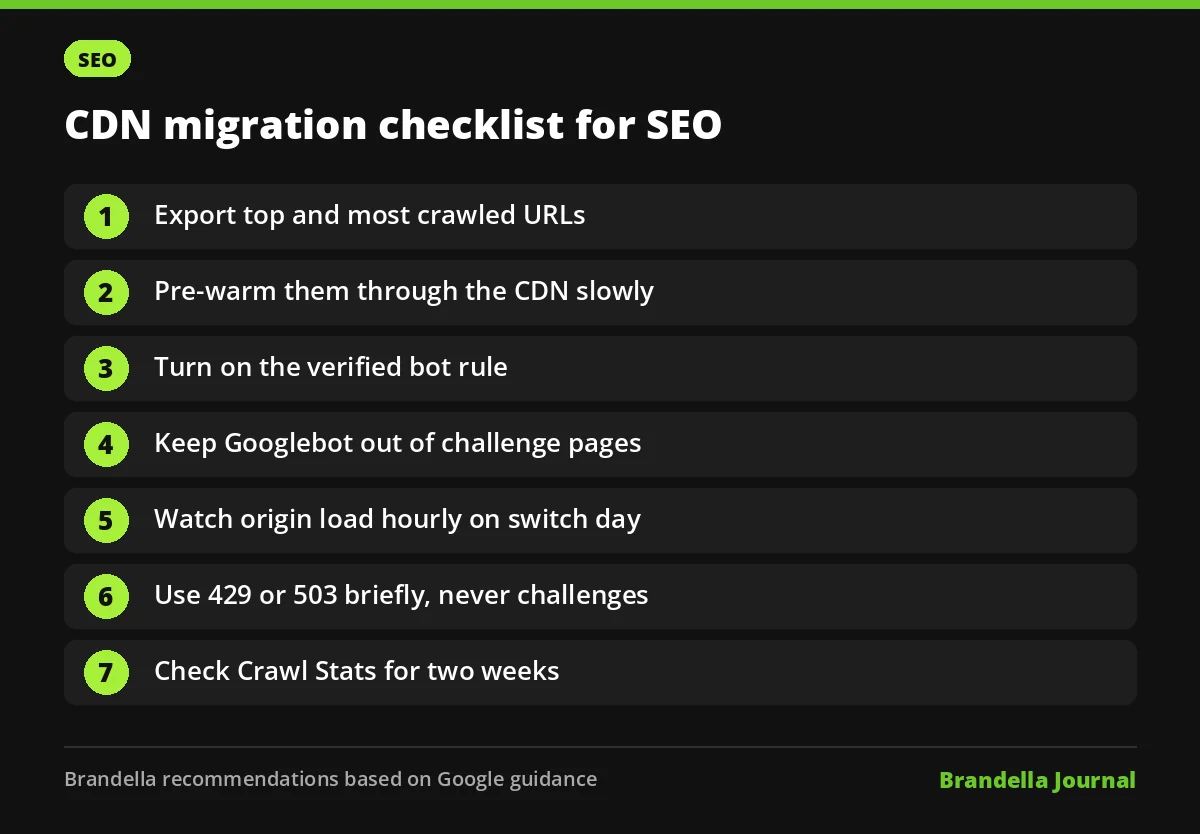 SEO
CDN migration checklist for SEO
1 Export top and most crawled URLs
2 Pre-warm them through the CDN slowly
3 Turn on the verified bot rule
4 Keep Googlebot out of challenge pages
5 Watch origin load hourly on switch day
6 Use 429 or 503 briefly, never challenges
7 Check Crawl Stats for two weeks
Brandella recommendations based on Google guidance
Brandella Journal